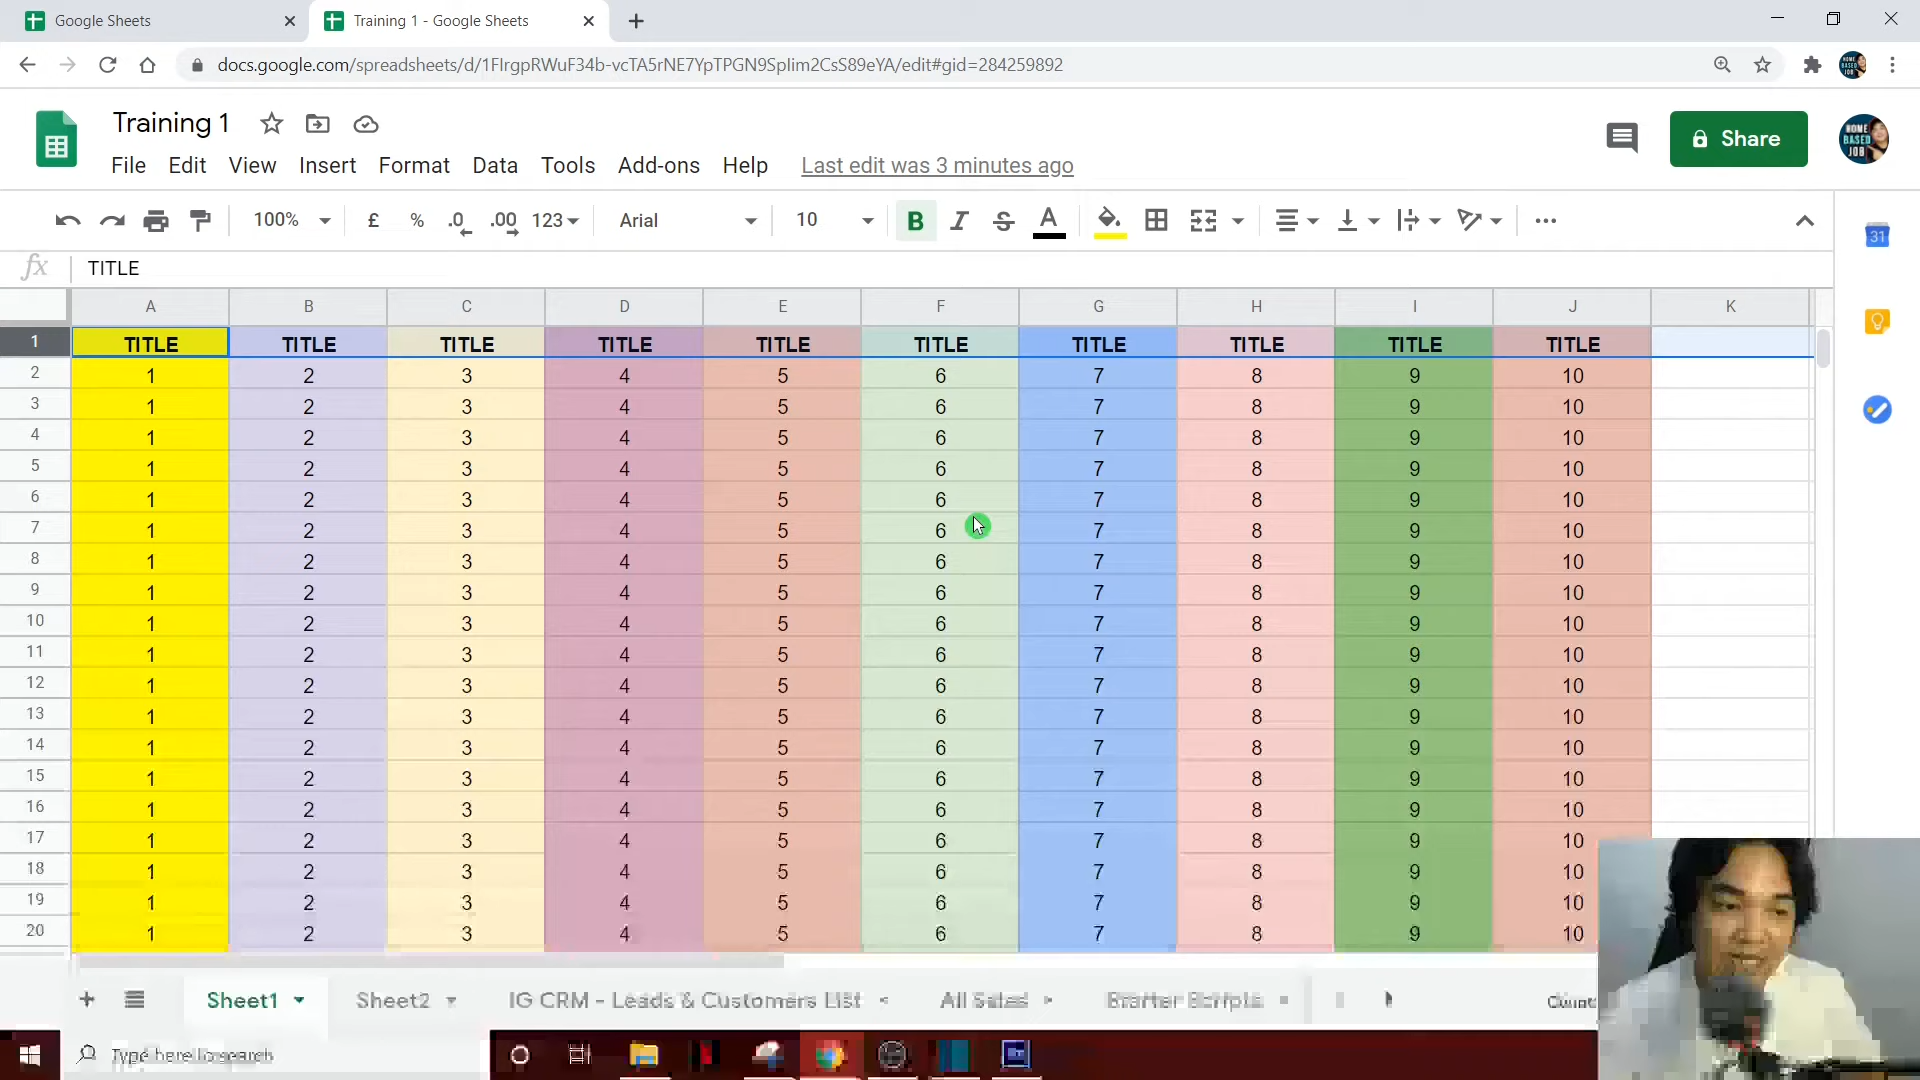 Google Sheets
Training 1 - Google Sheets
docs.google.com/spreadsheets/d/1FIrgpRWuF34b-vcTA5rNE7YpTPGN9SpIim2CsS89eYA/edit#gid=284259892
Training 1
Share
HOME BASED JOB
File Edit View Insert Format Data Tools Add-ons Help Last edit was 3 minutes ago
100% £ % .0 .00 123 Arial 10 B I S A
31
fx TITLE
A B C D E F G H I J K
1 TITLE TITLE TITLE TITLE TITLE TITLE TITLE TITLE TITLE TITLE
2 1 2 3 4 5 6 7 8 9 10
3 1 2 3 4 5 6 7 8 9 10
4 1 2 3 4 5 6 7 8 9 10
5 1 2 3 4 5 6 7 8 9 10
6 1 2 3 4 5 6 7 8 9 10
7 1 2 3 4 5 6 7 8 9 10
8 1 2 3 4 5 6 7 8 9 10
9 1 2 3 4 5 6 7 8 9 10
10 1 2 3 4 5 6 7 8 9 10
11 1 2 3 4 5 6 7 8 9 10
12 1 2 3 4 5 6 7 8 9 10
13 1 2 3 4 5 6 7 8 9 10
14 1 2 3 4 5 6 7 8 9 10
15 1 2 3 4 5 6 7 8 9 10
16 1 2 3 4 5 6 7 8 9 10
17 1 2 3 4 5 6 7 8 9 10
18 1 2 3 4 5 6 7 8 9 10
19 1 2 3 4 5 6 7 8 9 10
20 1 2 3 4 5 6 7 8 9 10
Sheet1 Sheet2 IG CRM - Leads & Customers List All Sales Starter Scripts
Type here to search